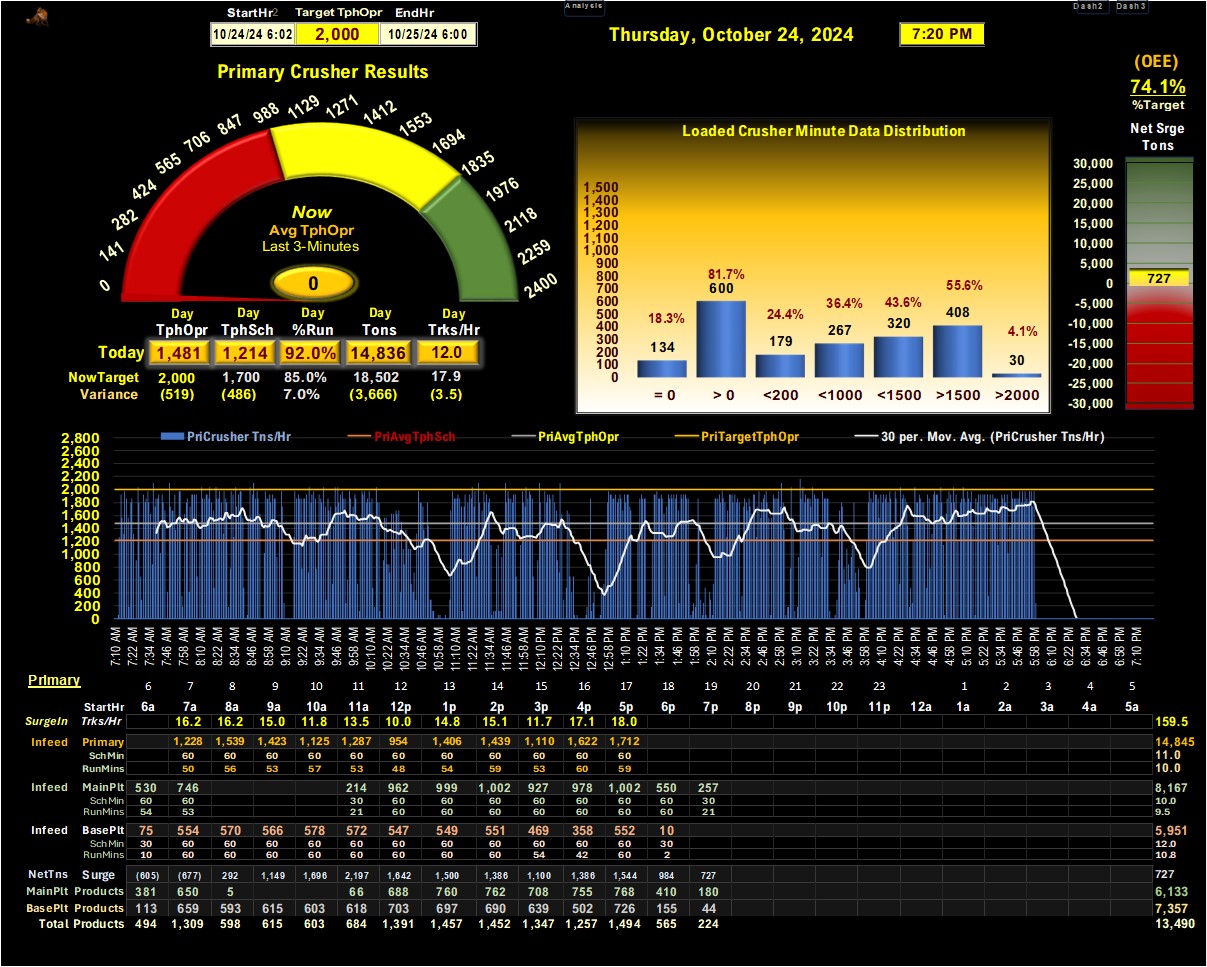 Analysis
Dash2 Dash3
StartHr2 Target TphOpr EndHr
10/24/24 6:02 2,000 10/25/24 6:00
Thursday, October 24, 2024
7:20 PM
(OEE)
74.1%
%Target
Net Srge
Tons
Primary Crusher Results
0 141 282 424 565 706 847 988 1129 1271 1412 1553 1694 1835 1976 2118 2259 2400
Now
Avg TphOpr
Last 3-Minutes
0
Day Day Day Day Day
TphOpr TphSch %Run Tons Trks/Hr
Today 1,481 1,214 92.0% 14,836 12.0
NowTarget 2,000 1,700 85.0% 18,502 17.9
Variance (519) (486) 7.0% (3,666) (3.5)
Loaded Crusher Minute Data Distribution
1,500
1,400
1,300
1,200
1,100
1,000
900
800
700
600
500
400
300
200
100
0
18.3% 81.7% 24.4% 36.4% 43.6% 55.6% 4.1%
134 600 179 267 320 408 30
= 0 > 0 <200 <1000 <1500 >1500 >2000
30,000
25,000
20,000
15,000
10,000
5,000
0
-5,000
-10,000
-15,000
-20,000
-25,000
-30,000
727
PriCrusher Tns/Hr PriAvgTphSch PriAvgTphOpr PriTargetTphOpr 30 per. Mov. Avg. (PriCrusher Tns/Hr)
2,800
2,600
2,400
2,200
2,000
1,800
1,600
1,400
1,200
1,000
800
600
400
200
0
7:10 AM 7:22 AM 7:34 AM 7:46 AM 7:58 AM 8:10 AM 8:22 AM 8:34 AM 8:46 AM 8:58 AM 9:10 AM 9:22 AM 9:34 AM 9:46 AM 9:58 AM 10:10 AM 10:22 AM 10:34 AM 10:46 AM 10:58 AM 11:10 AM 11:22 AM 11:34 AM 11:46 AM 11:58 AM 12:10 PM 12:22 PM 12:34 PM 12:46 PM 12:58 PM 1:10 PM 1:22 PM 1:34 PM 1:46 PM 1:58 PM 2:10 PM 2:22 PM 2:34 PM 2:46 PM 2:58 PM 3:10 PM 3:22 PM 3:34 PM 3:46 PM 3:58 PM 4:10 PM 4:22 PM 4:34 PM 4:46 PM 4:58 PM 5:10 PM 5:22 PM 5:34 PM 5:46 PM 5:58 PM 6:10 PM 6:22 PM 6:34 PM 6:46 PM 6:58 PM 7:10 PM
Primary
6 7 8 9 10 11 12 13 14 15 16 17 18 19 20 21 22 23 1 2 3 4 5
StartHr 6a 7a 8a 9a 10a 11a 12p 1p 2p 3p 4p 5p 6p 7p 8p 9p 10p 11p 12a 1a 2a 3a 4a 5a
SurgeIn Trks/Hr 16.2 16.2 15.0 11.8 13.5 10.0 14.8 15.1 11.7 17.1 18.0 159.5
Infeed Primary 1,228 1,539 1,423 1,125 1,287 954 1,406 1,439 1,110 1,622 1,712 14,845
SchMin 60 60 60 60 60 60 60 60 60 60 60 11.0
RunMins 50 56 53 57 53 48 54 59 53 60 59 10.0
Infeed MainPlt 530 746 214 962 999 1,002 927 978 1,002 550 257 8,167
SchMin 60 60 30 60 60 60 60 60 60 60 30 10.0
RunMins 54 53 21 60 60 60 60 60 60 60 21 9.5
Infeed BasePlt 75 554 570 566 578 572 547 549 551 469 358 552 10 5,951
SchMin 30 60 60 60 60 60 60 60 60 60 60 60 30 12.0
RunMins 10 60 60 60 60 60 60 60 60 54 42 60 2 10.8
NetTns Surge (605) (677) 292 1,149 1,696 2,197 1,642 1,500 1,386 1,100 1,386 1,544 984 727 727
MainPlt Products 381 650 5 66 688 760 762 708 755 768 410 180 6,133
BasePlt Products 113 659 593 615 603 618 703 697 690 639 502 726 155 44 7,357
Total Products 494 1,309 598 615 603 684 1,391 1,457 1,452 1,347 1,257 1,494 565 224 13,490